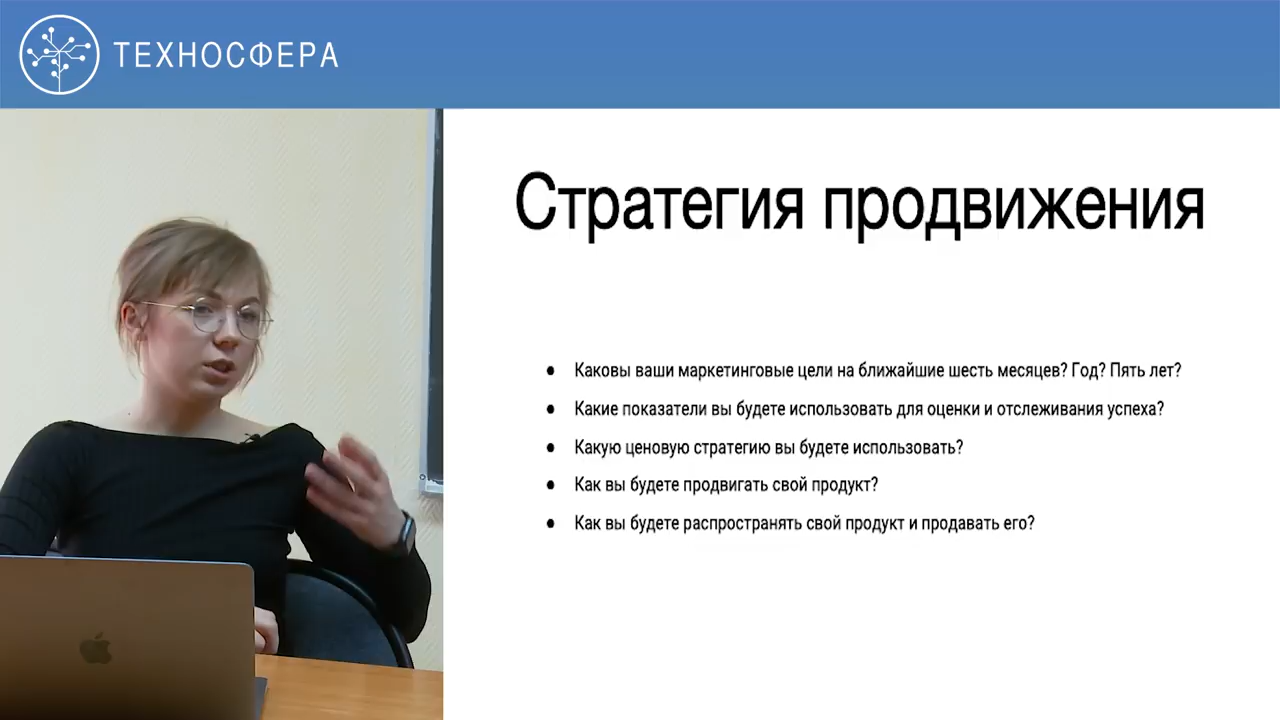 ТЕХНОСФЕРА
Стратегия продвижения
● Каковы ваши маркетинговые цели на ближайшие шесть месяцев? Год? Пять лет?
● Какие показатели вы будете использовать для оценки и отслеживания успеха?
● Какую ценовую стратегию вы будете использовать?
● Как вы будете продвигать свой продукт?
● Как вы будете распространять свой продукт и продавать его?